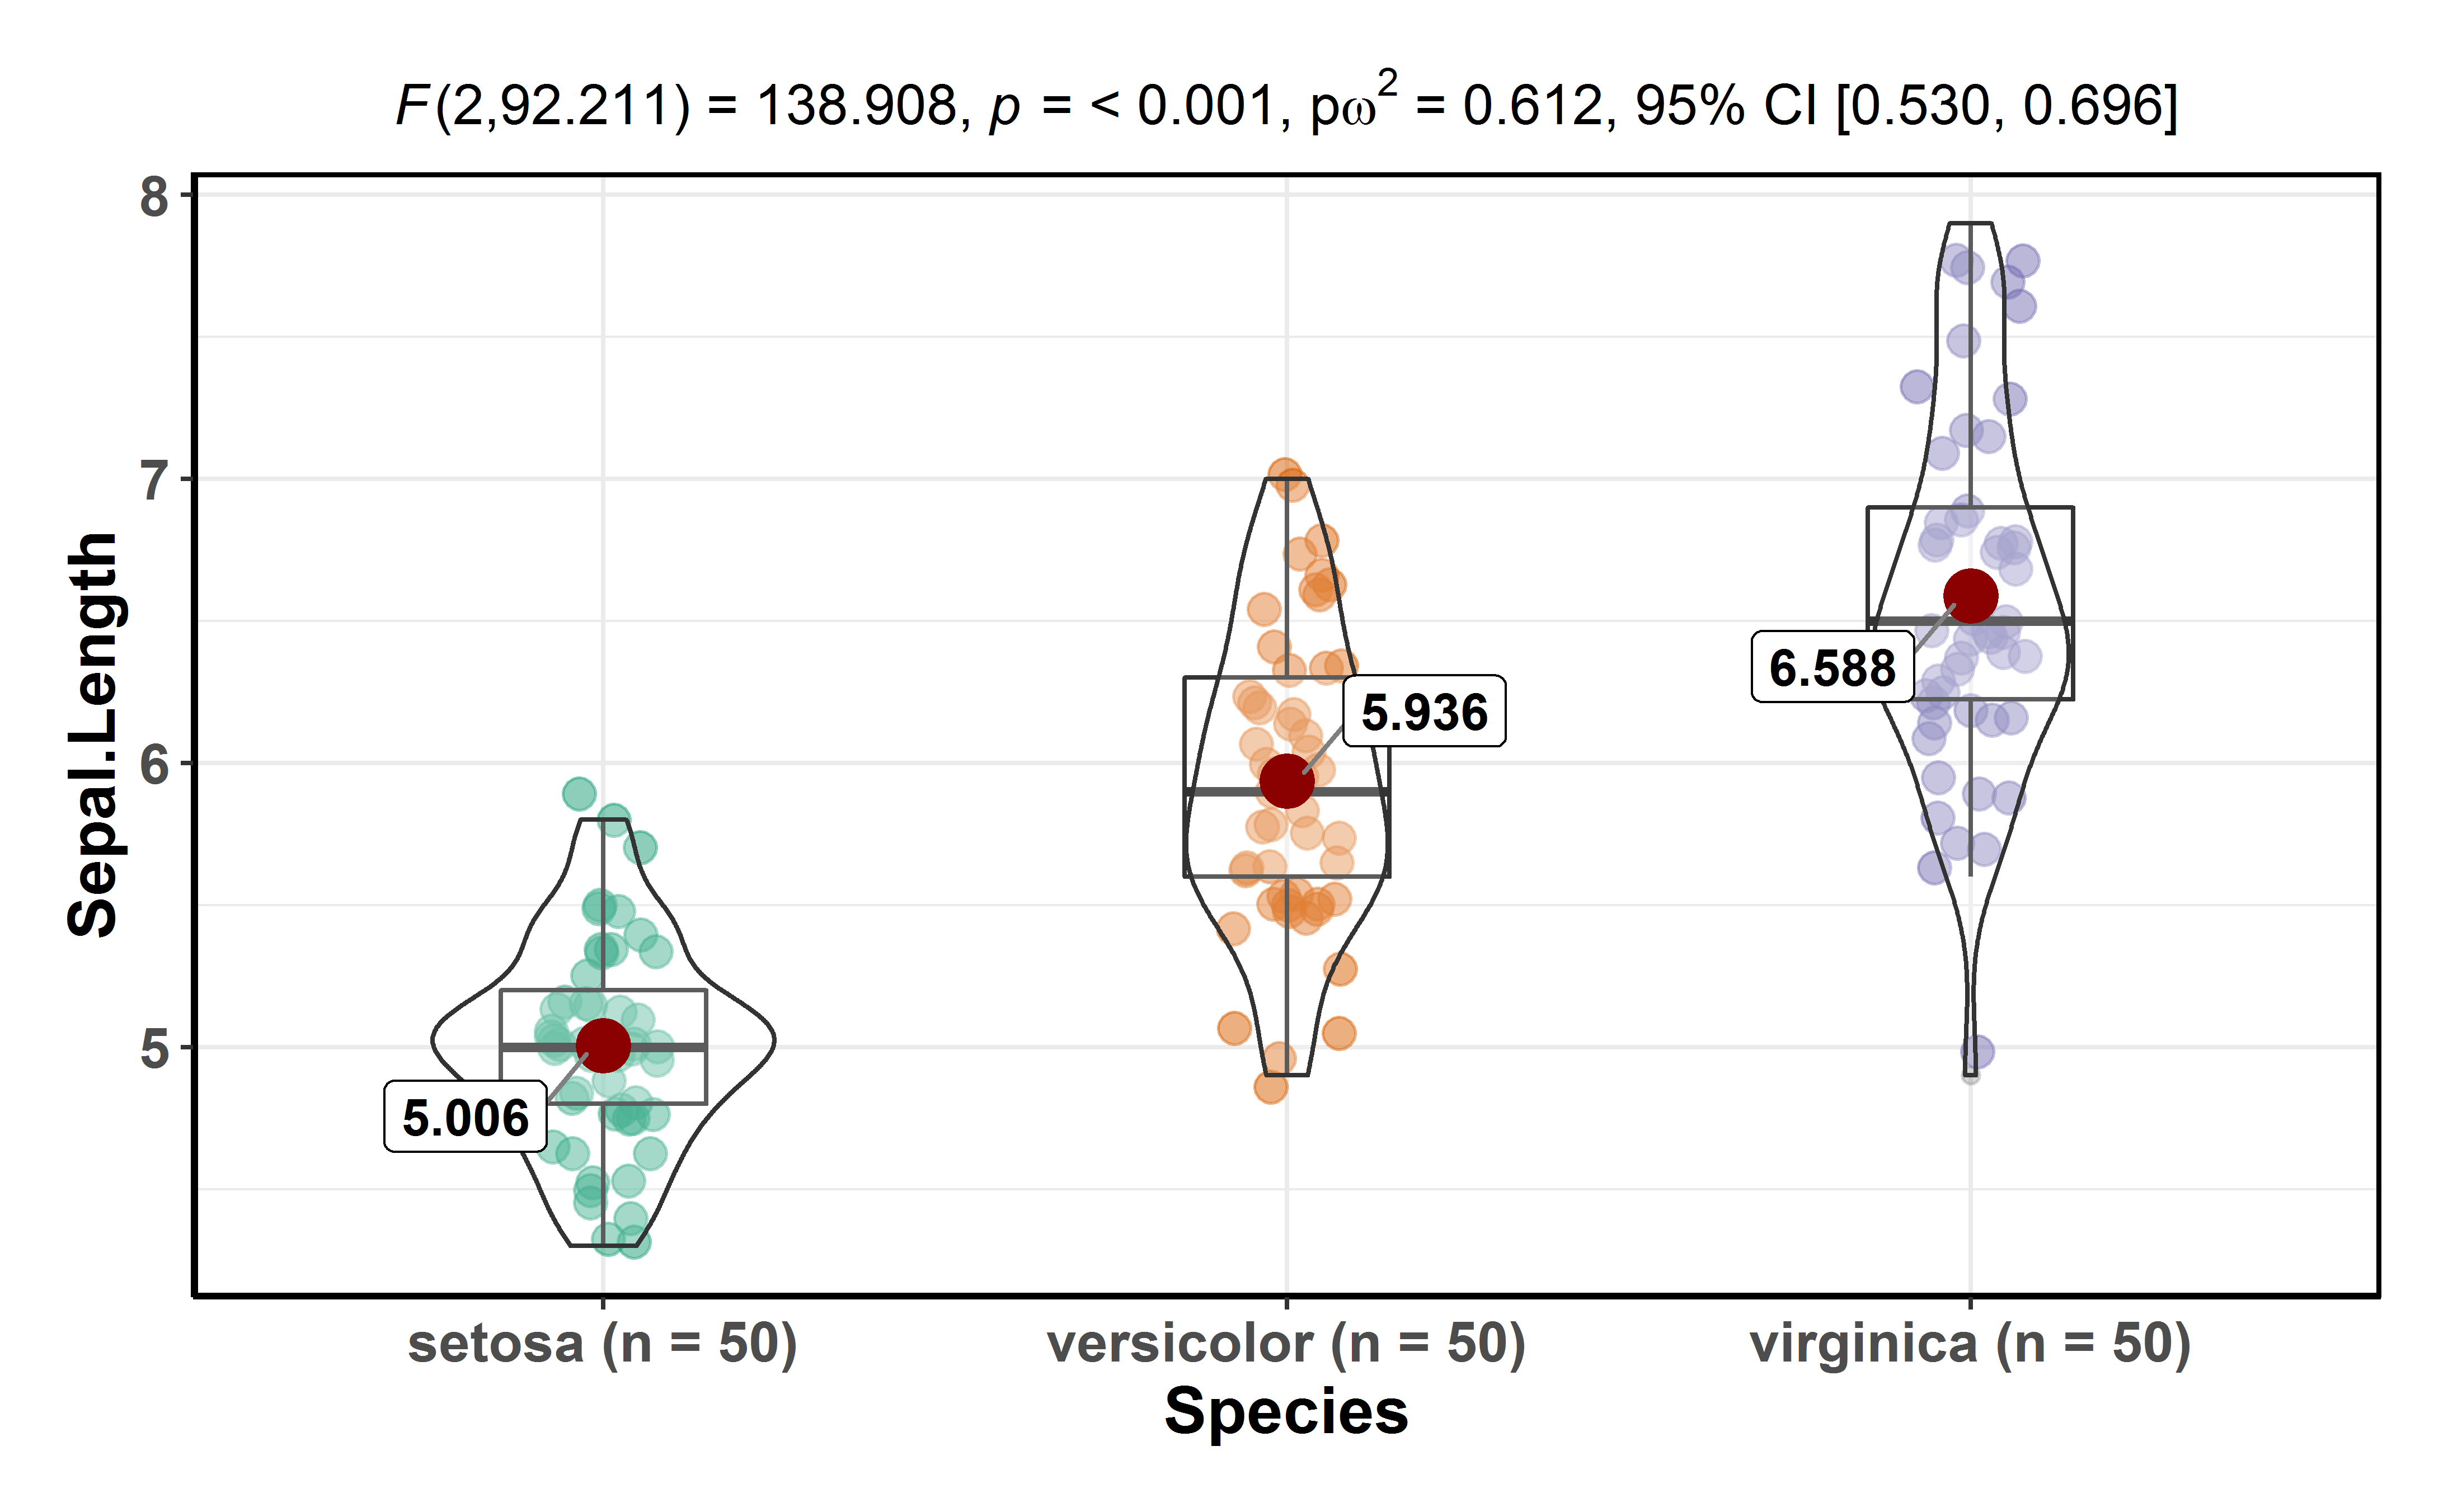 F(2,92.211) = 138.908, p = < 0.001, pω² = 0.612, 95% CI [0.530, 0.696]
8
7
6
5
Sepal.Length
6.588
5.936
5.006
setosa (n = 50)
versicolor (n = 50)
virginica (n = 50)
Species